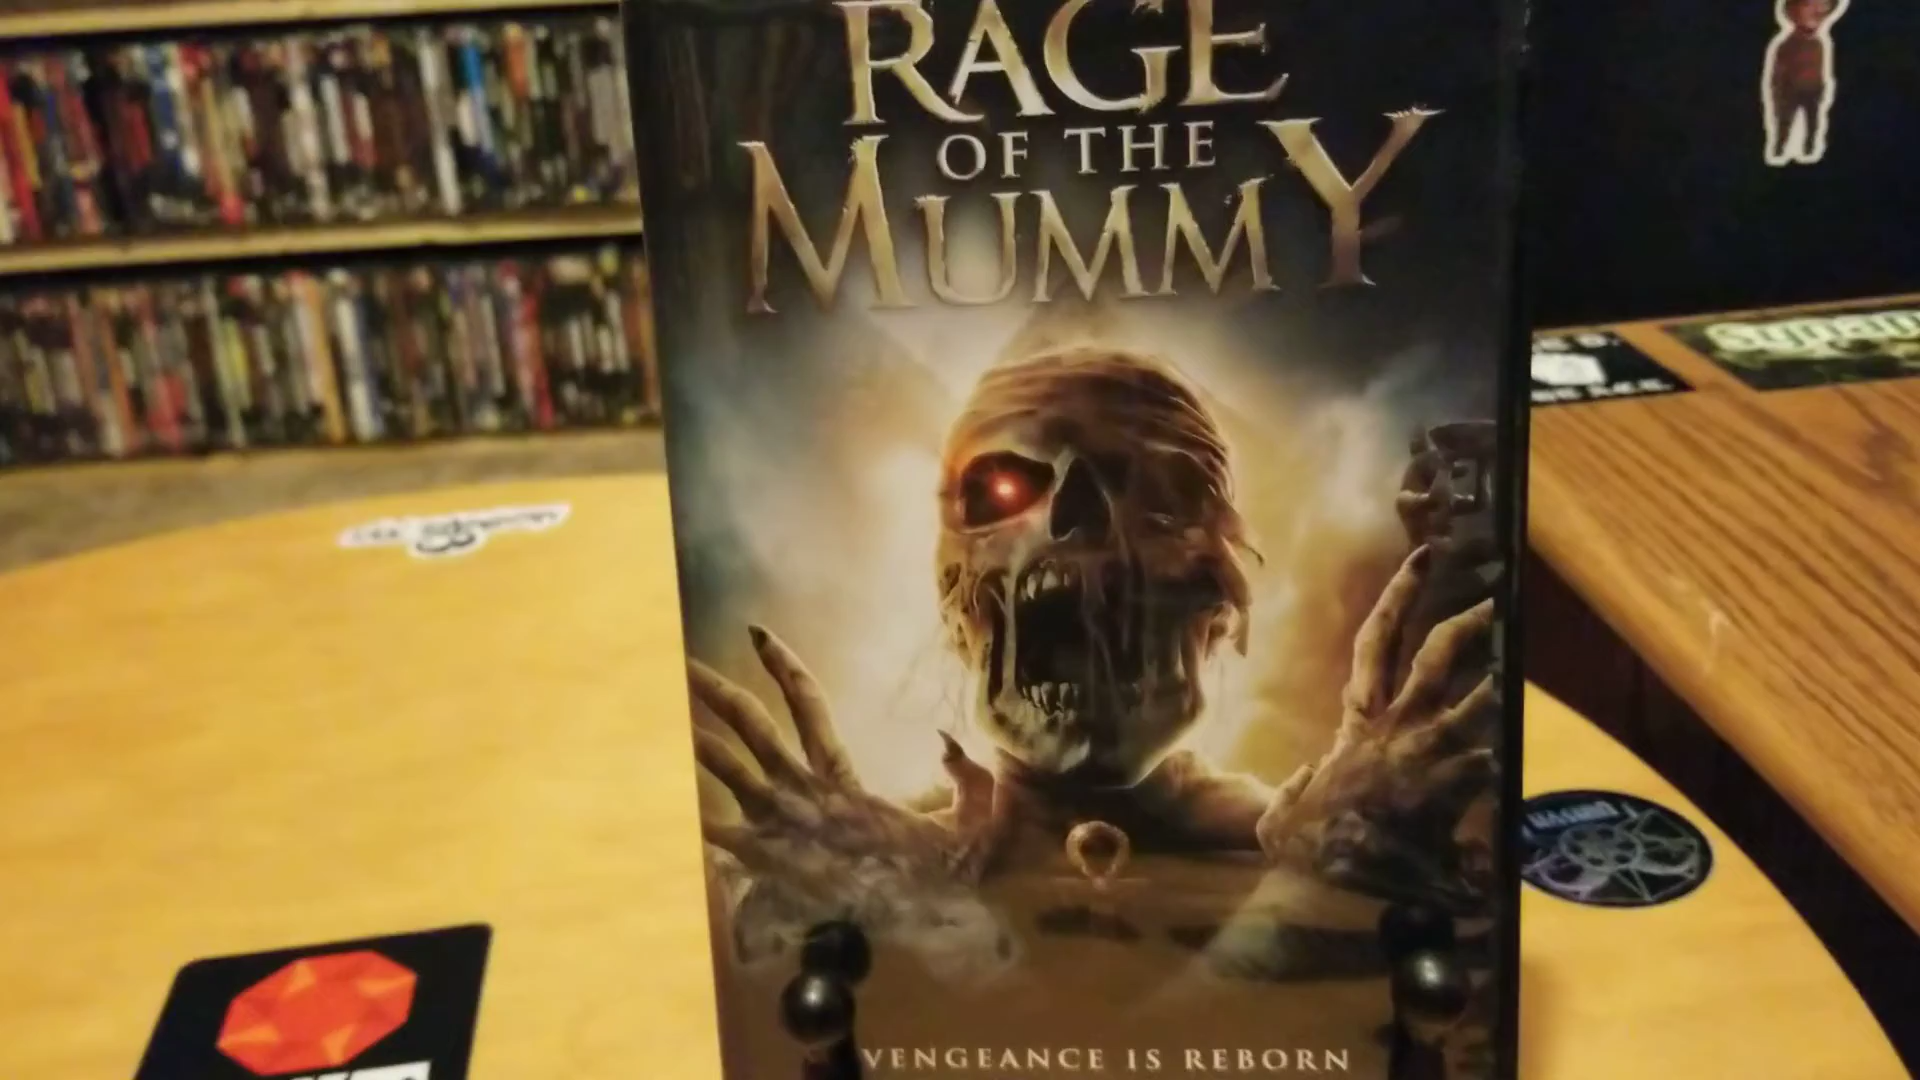 RAGE
OF THE
MUMMY
VENGEANCE IS REBORN